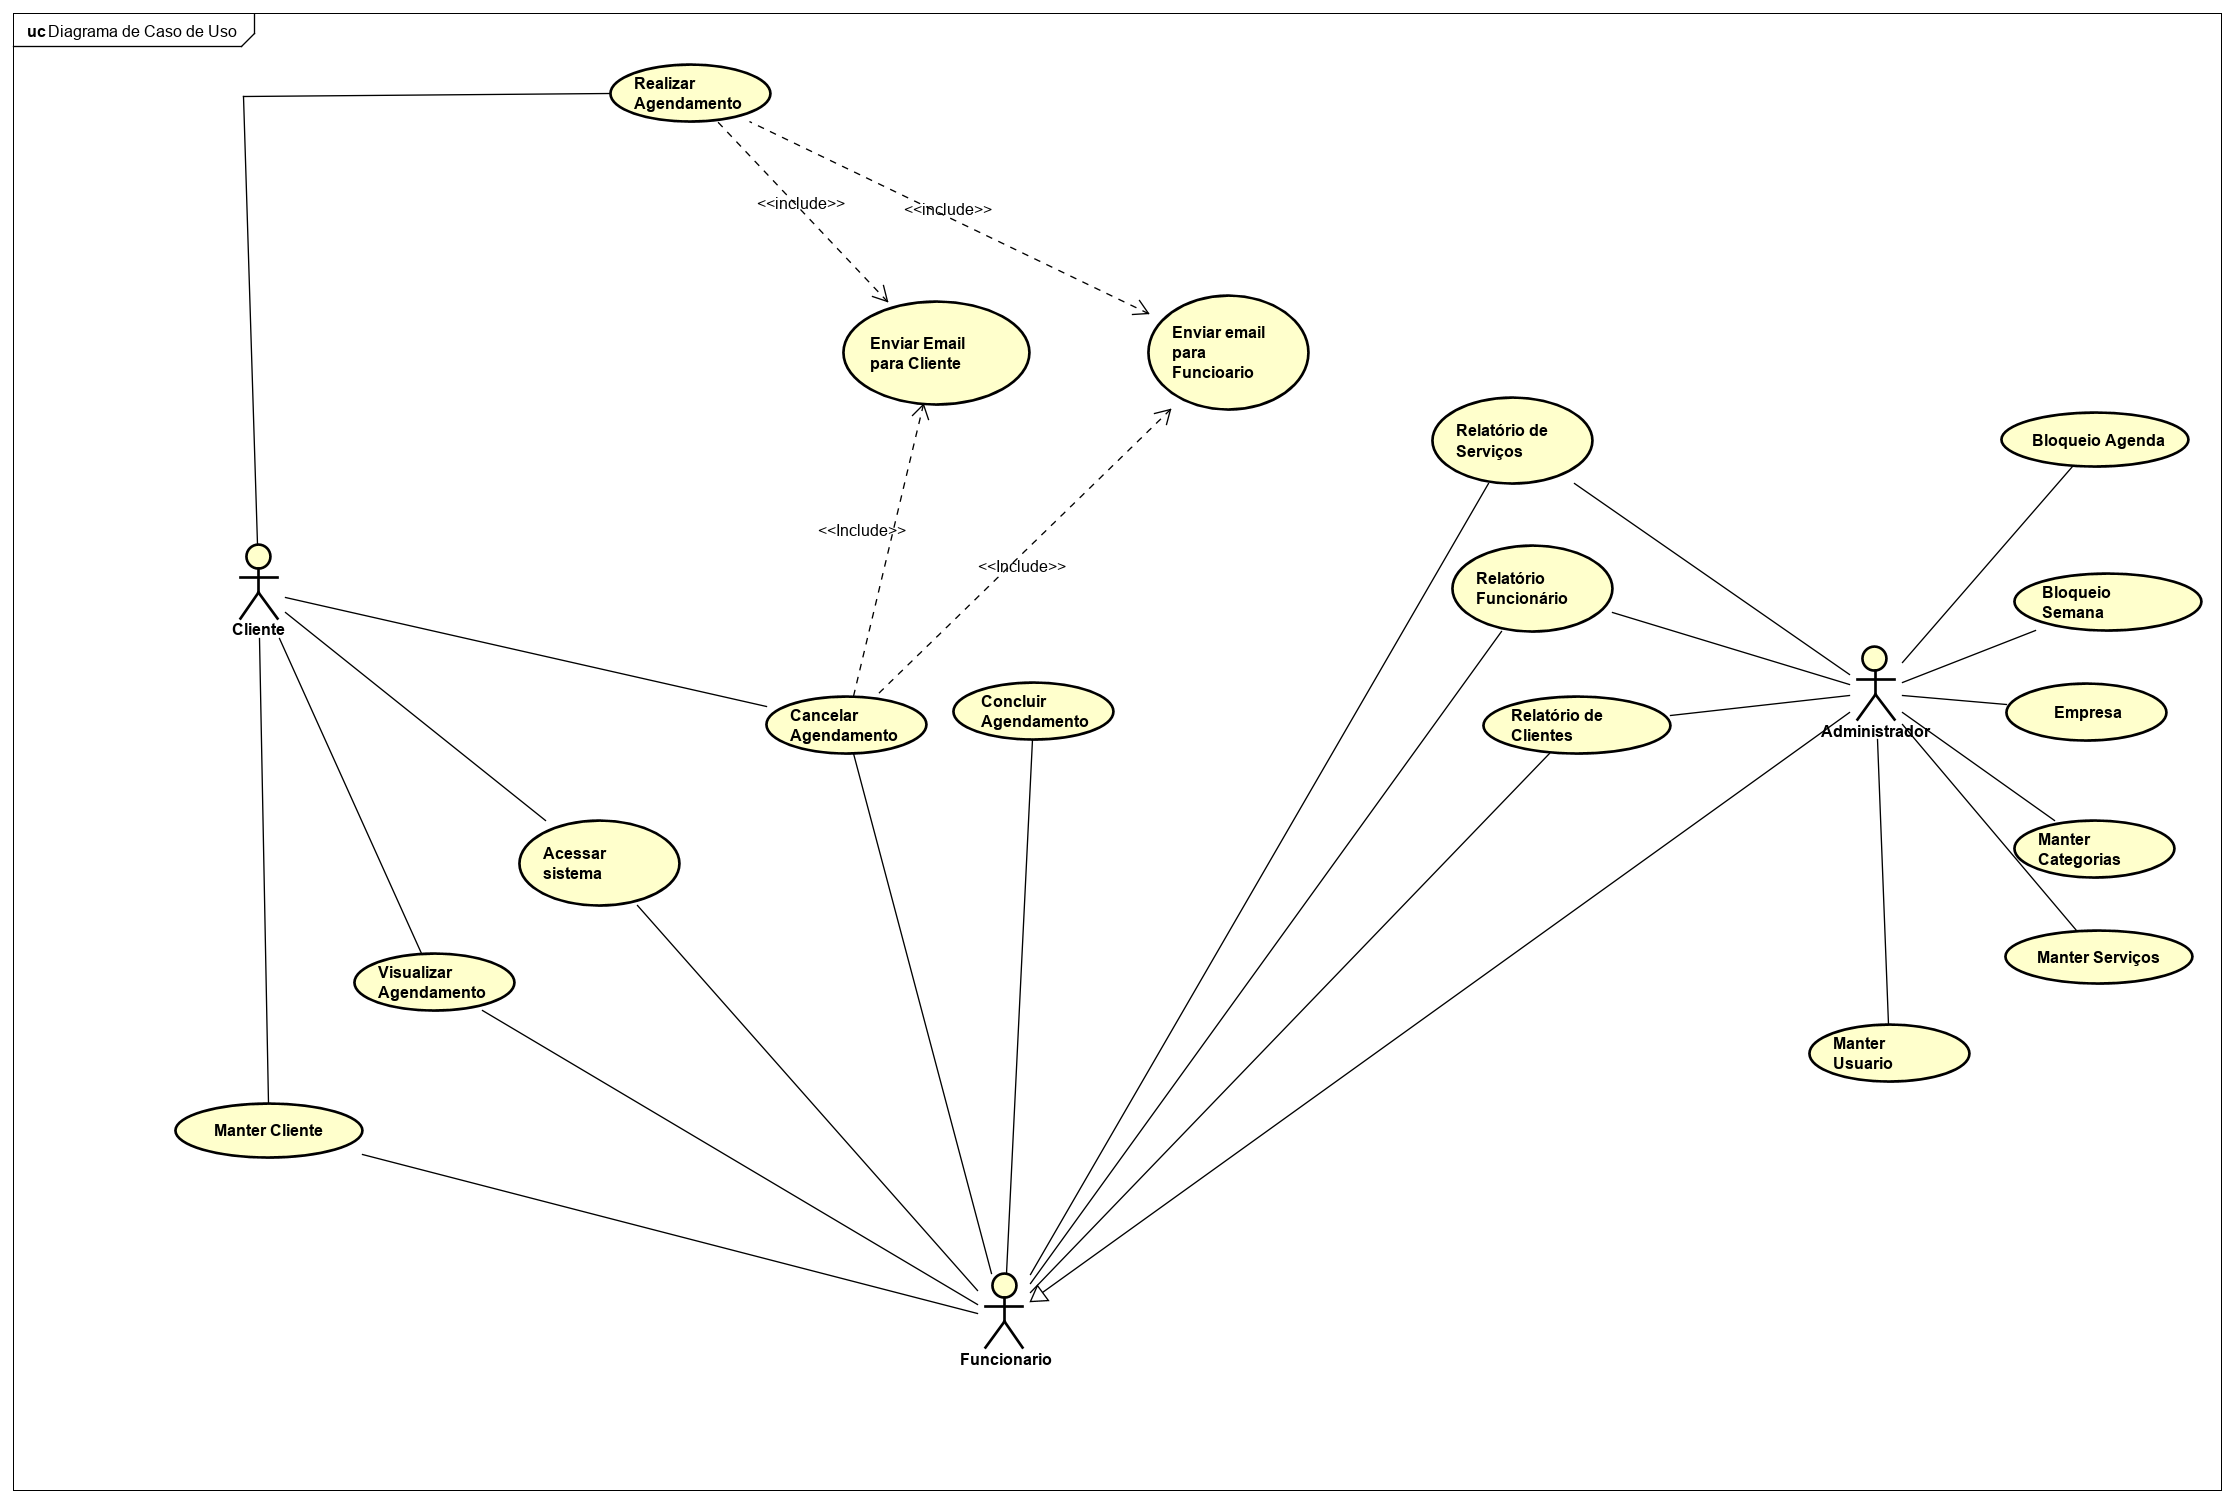 uc Diagrama de Caso de Uso
Realizar
Agendamento
<<include>>
<<include>>
Enviar Email
para Cliente
Enviar email
para
Funcioario
Relatório de
Serviços
Bloqueio Agenda
<<Include>>
<<Include>>
Relatório
Funcionário
Bloqueio
Semana
Cliente
Cancelar
Agendamento
Concluir
Agendamento
Relatório de
Clientes
Administrador
Empresa
Acessar
sistema
Manter
Categorias
Visualizar
Agendamento
Manter Serviços
Manter
Usuario
Manter Cliente
Funcionario